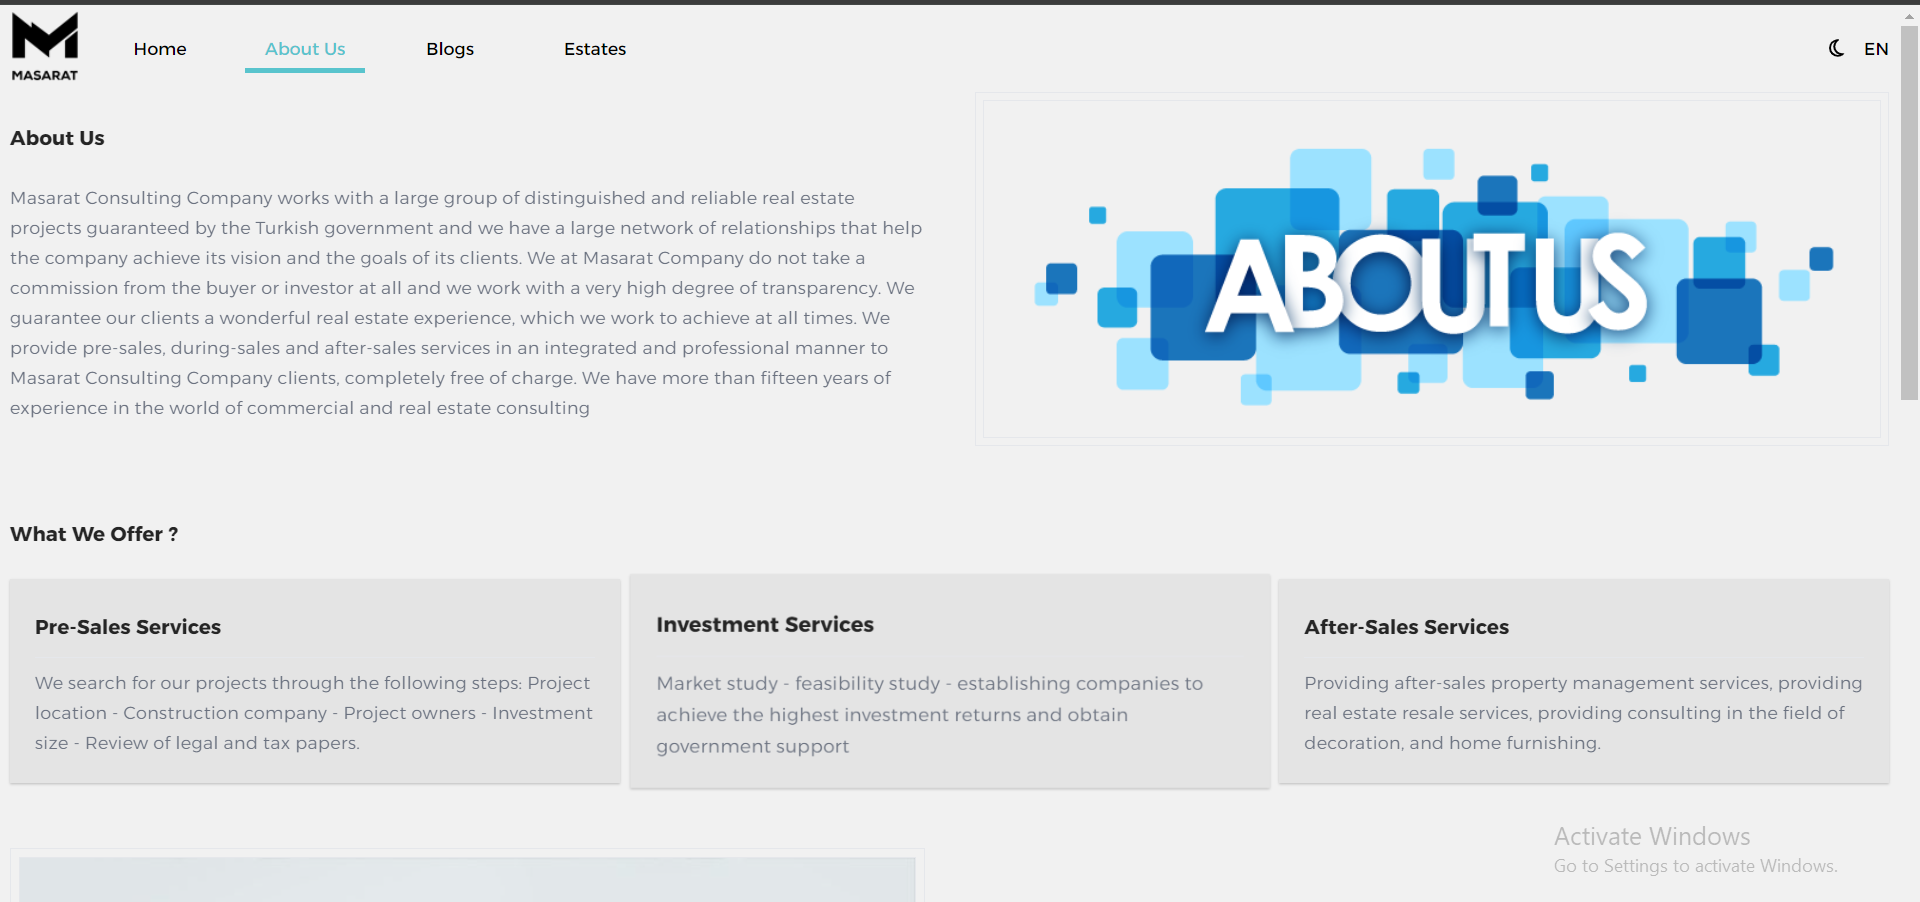 MASARAT
Home
About Us
Blogs
Estates
EN
About Us
Masarat Consulting Company works with a large group of distinguished and reliable real estate
projects guaranteed by the Turkish government and we have a large network of relationships that help
the company achieve its vision and the goals of its clients. We at Masarat Company do not take a
commission from the buyer or investor at all and we work with a very high degree of transparency. We
guarantee our clients a wonderful real estate experience, which we work to achieve at all times. We
provide pre-sales, during-sales and after-sales services in an integrated and professional manner to
Masarat Consulting Company clients, completely free of charge. We have more than fifteen years of
experience in the world of commercial and real estate consulting
ABOUT US
What We Offer ?
Pre-Sales Services
We search for our projects through the following steps: Project
location - Construction company - Project owners - Investment
size - Review of legal and tax papers.
Investment Services
Market study - feasibility study - establishing companies to
achieve the highest investment returns and obtain
government support
After-Sales Services
Providing after-sales property management services, providing
real estate resale services, providing consulting in the field of
decoration, and home furnishing.
Activate Windows
Go to Settings to activate Windows.